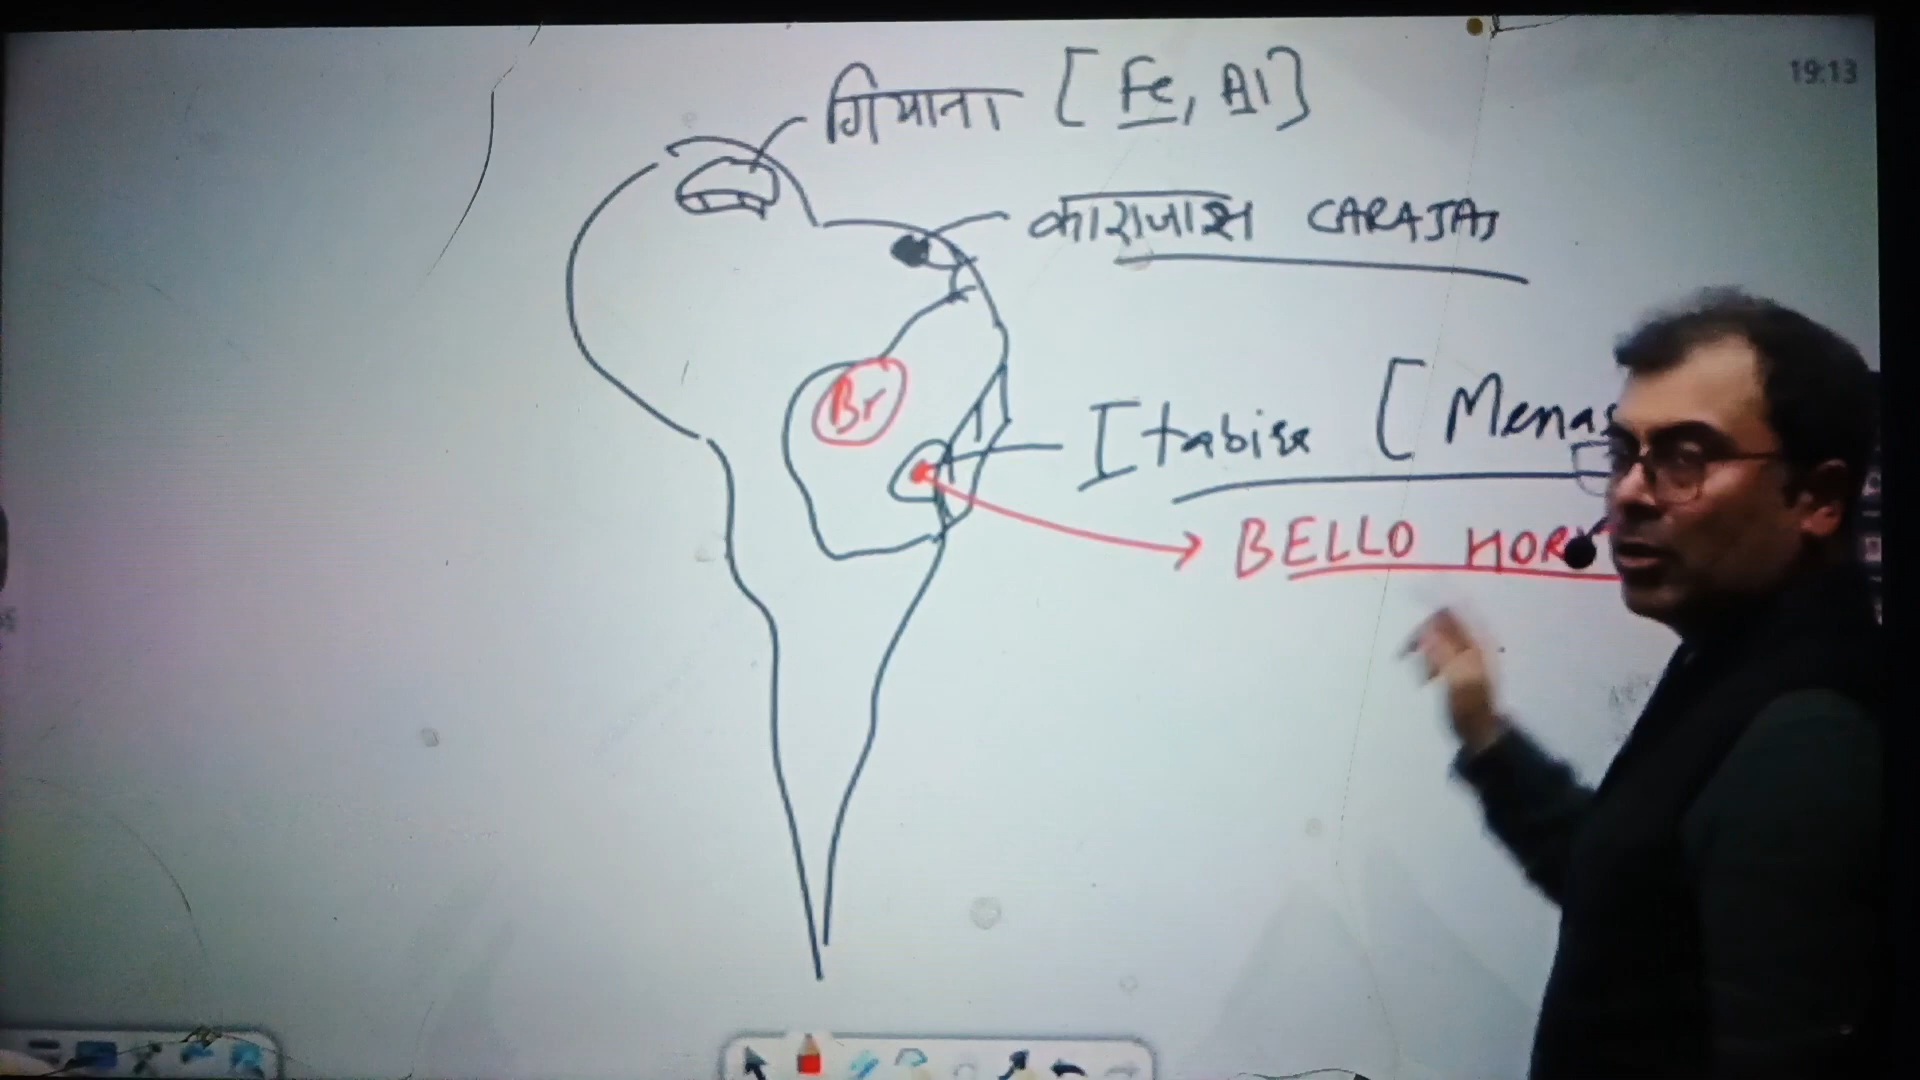 19:13
गियाना [Fe, Al]
काराजास CARAJAS
Itabira [Menas
Br
BELLO HOR